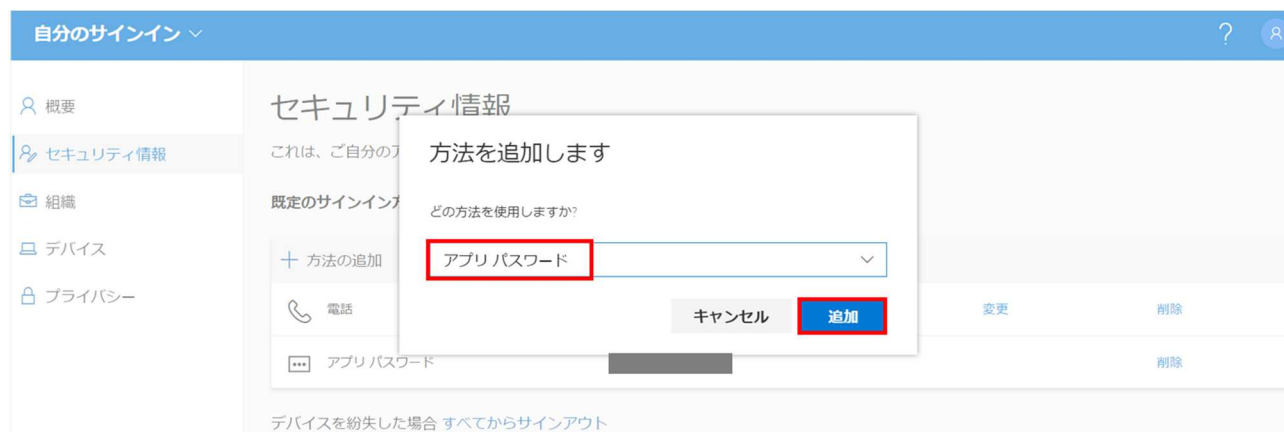 自分のサインイン
?
概要
セキュリティ情報
組織
デバイス
プライバシー
セキュリティ情報
これは、ご自分のア
既定のサインイン方
方法の追加
電話
変更
削除
アプリ パスワード
削除
デバイスを紛失した場合 すべてからサインアウト
方法を追加します
どの方法を使用しますか?
アプリ パスワード
キャンセル
追加